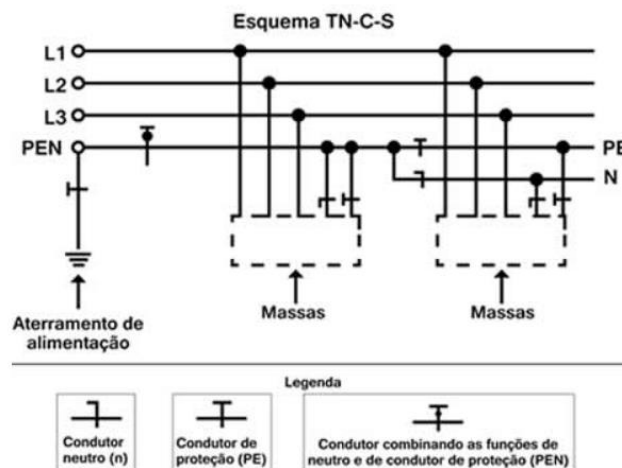 Esquema TN-C-S
L1
L2
L3
PEN
PE
N
Massas
Massas
Aterramento de
alimentação
Legenda
Condutor
neutro (n)
Condutor de
proteção (PE)
Condutor combinando as funções de
neutro e de condutor de proteção (PEN)